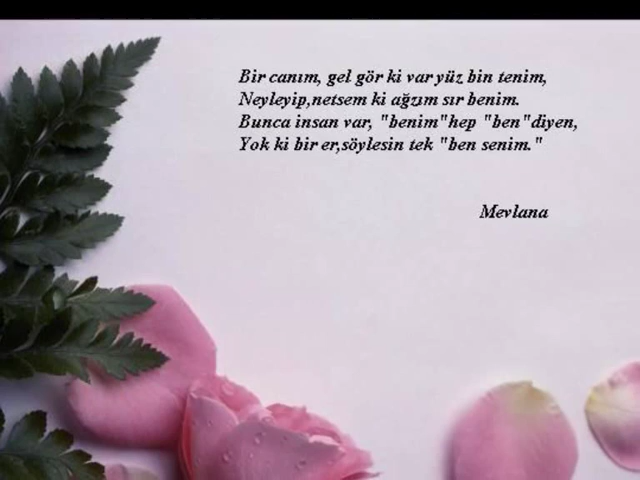 Bir canım, gel gör ki var yüz bin tenim,
Neyleyip,netsem ki ağzım sır benim.
Bunca insan var, "benim"hep "ben"diyen,
Yok ki bir er,söylesin tek "ben senim."
Mevlana